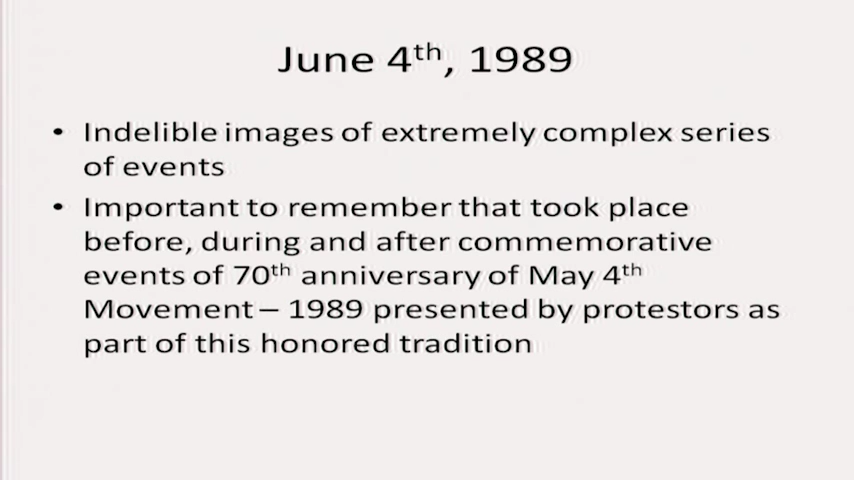 June 4th, 1989
• Indelible images of extremely complex series
of events
• Important to remember that took place
before, during and after commemorative
events of 70th anniversary of May 4th
Movement – 1989 presented by protestors as
part of this honored tradition